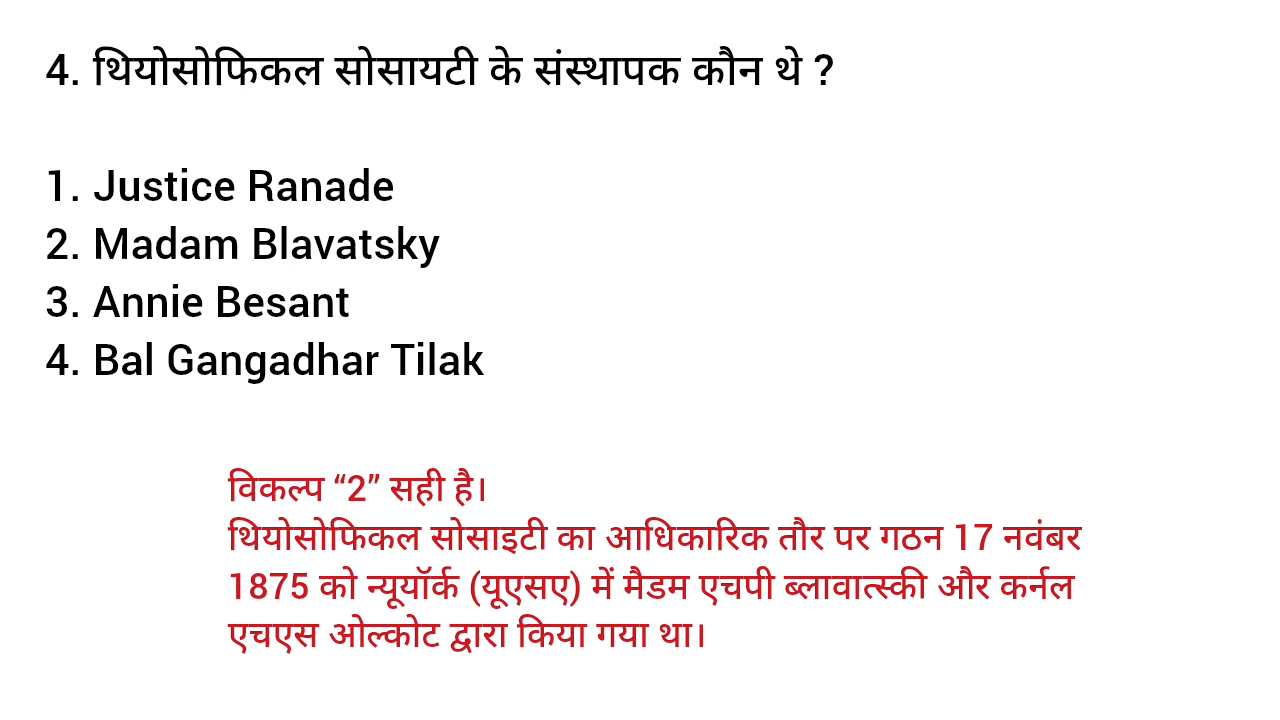 4. थियोसोफिकल सोसायटी के संस्थापक कौन थे ?
1. Justice Ranade
2. Madam Blavatsky
3. Annie Besant
4. Bal Gangadhar Tilak
विकल्प “2” सही है।
थियोसोफिकल सोसाइटी का आधिकारिक तौर पर गठन 17 नवंबर
1875 को न्यूयॉर्क (यूएसए) में मैडम एचपी ब्लावात्स्की और कर्नल
एचएस ओल्कोट द्वारा किया गया था।